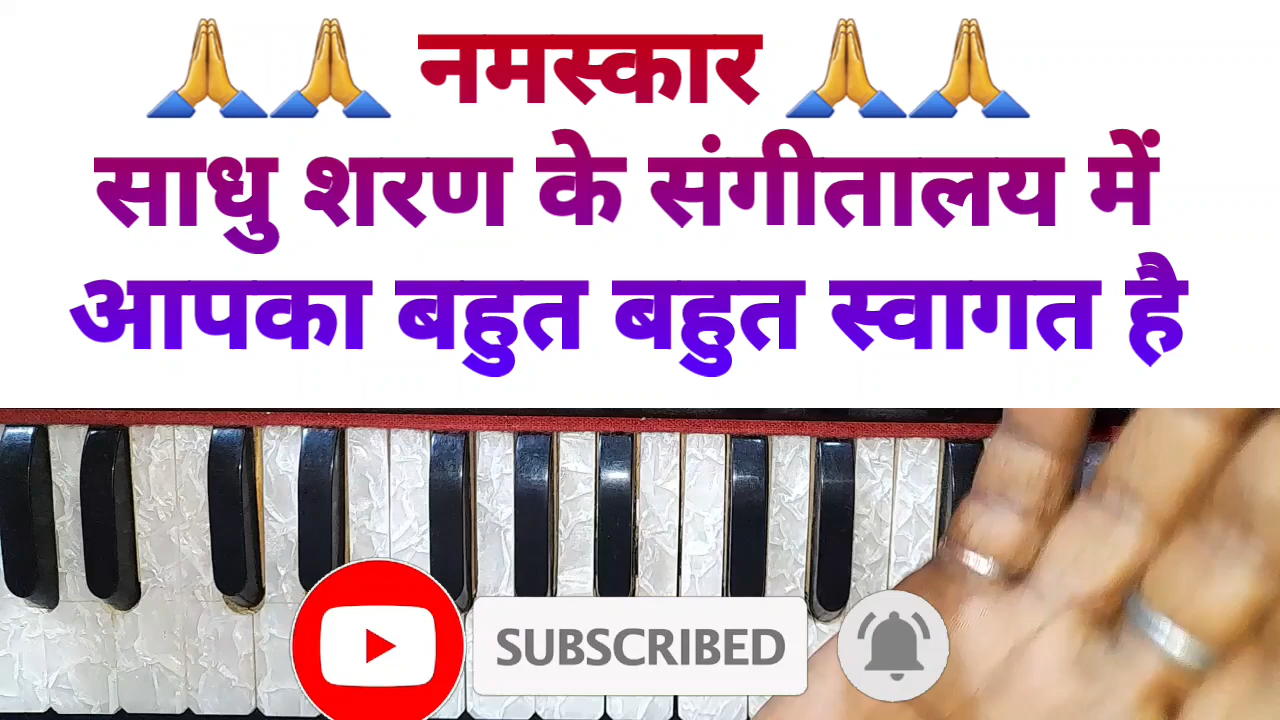 🙏🙏 नमस्कार 🙏🙏
साधु शरण के संगीतालय में
आपका बहुत बहुत स्वागत है
SUBSCRIBED